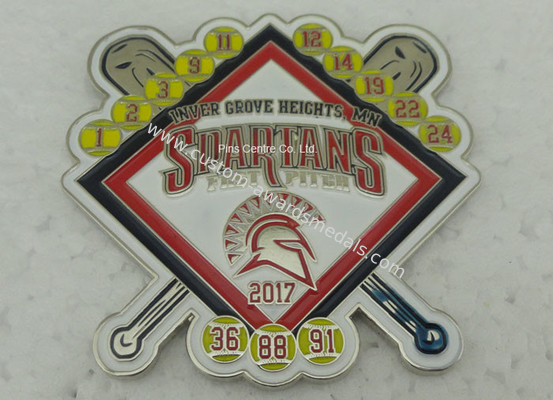 11
12
9
14
3
19
2
22
1
24
INVER GROVE HEIGHTS, MN
Pins Centre Co., Ltd.
SPARTANS
FAST PITCH
www.custom-awardsmedals.com
2017
36 88 91